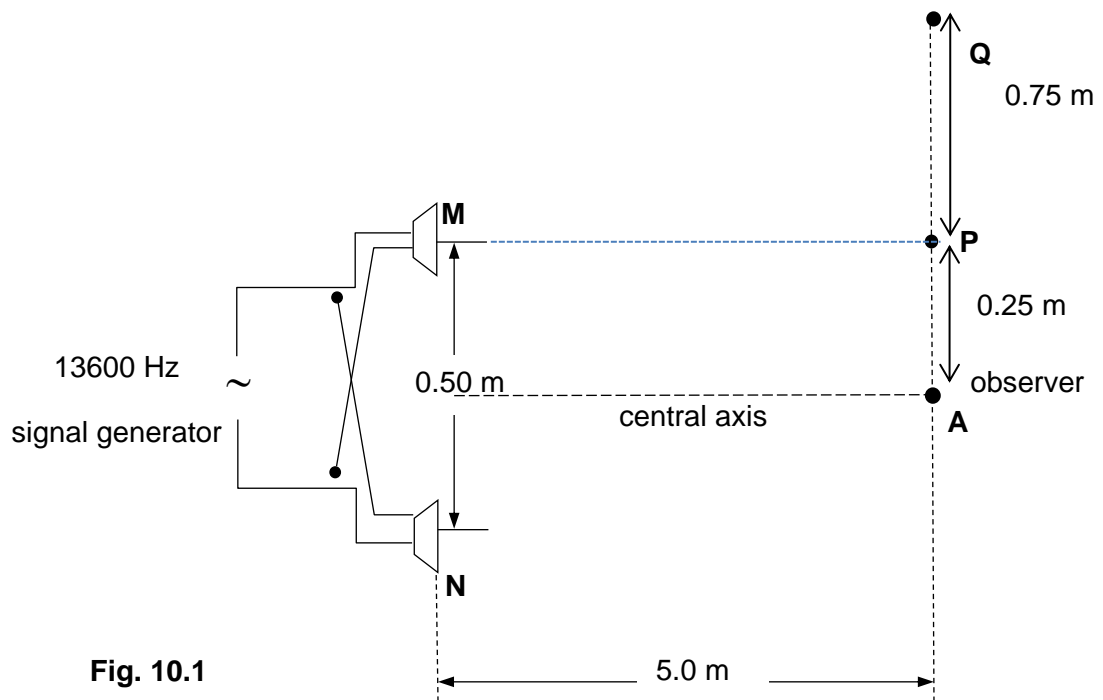 Q
0.75 m
M
P
0.25 m
13600 Hz
~
signal generator
0.50 m
observer
central axis
A
N
Fig. 10.1
5.0 m